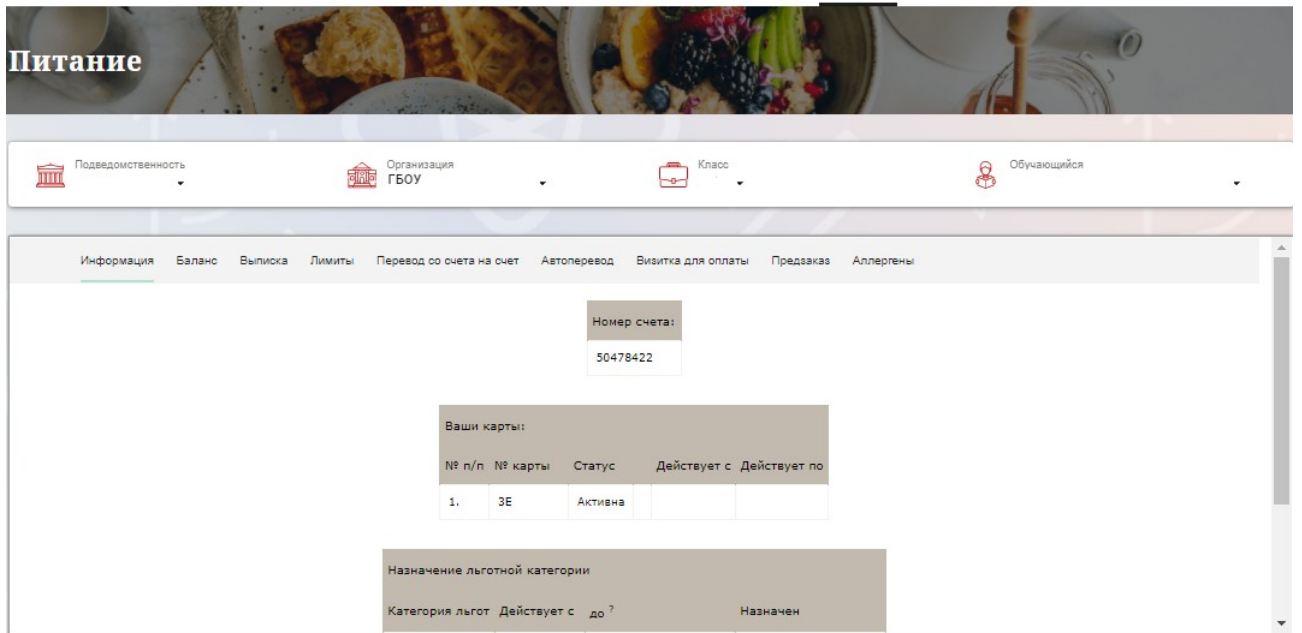 Питание
Подведомственность Организация Класс Обучающийся
ГБОУ
Информация Баланс Выписка Лимиты Перевод со счета на счет Автоперевод Визитка для оплаты Предзаказ Аллергены
Номер счета:
50478422
Ваши карты:
№ п/п № карты Статус Действует с Действует по
1. 3E Активна
Назначение льготной категории
Категория льгот Действует с до ? Назначен